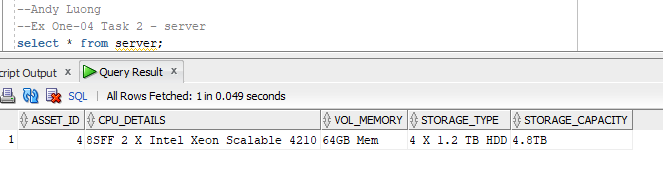 --Andy Luong
--Ex One-04 Task 2 - server
select * from server;
cript Output x Query Result x
SQL | All Rows Fetched: 1 in 0.049 seconds
ASSET_ID CPU_DETAILS VOL_MEMORY STORAGE_TYPE STORAGE_CAPACITY
1 4 8SFF 2 X Intel Xeon Scalable 4210 64GB Mem 4 X 1.2 TB HDD 4.8TB